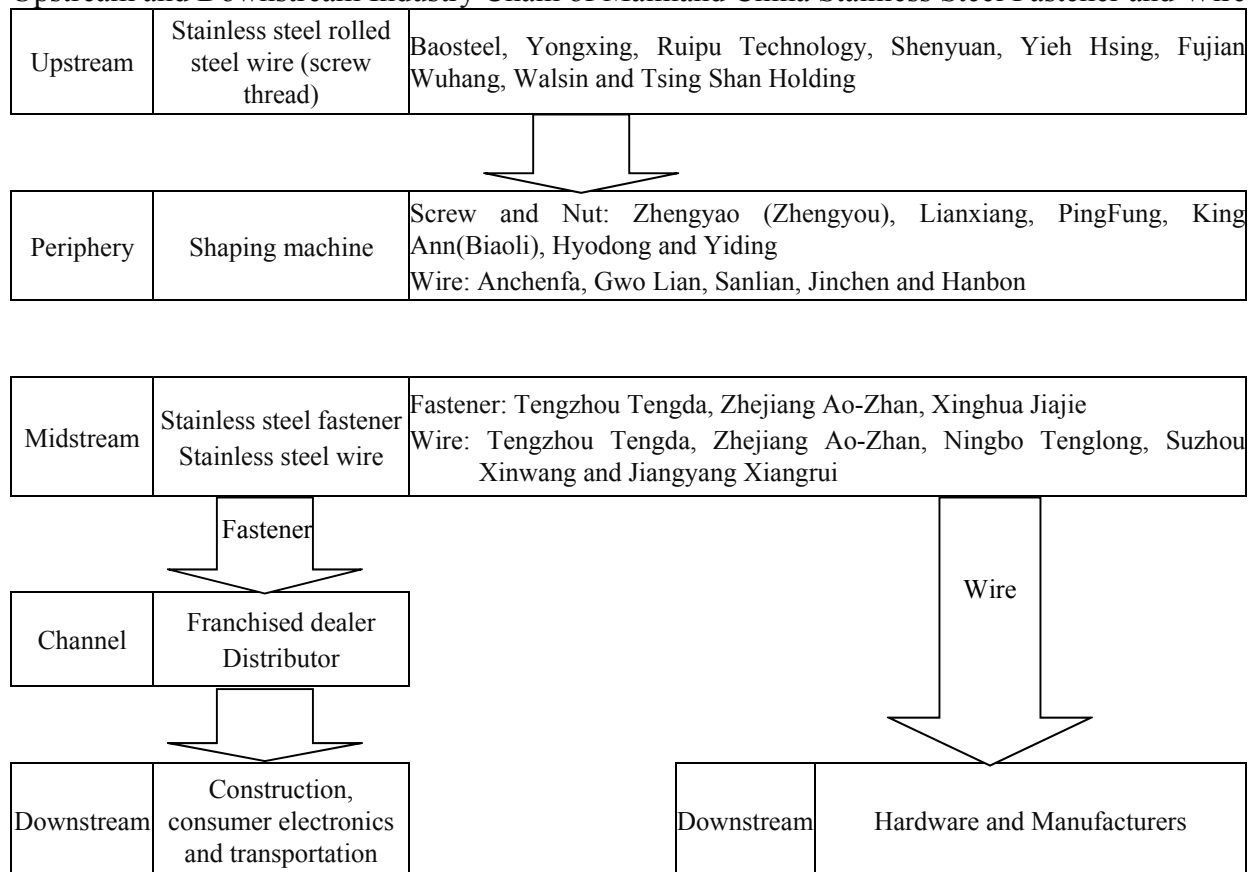 Upstream and Downstream Industry Chain of Mainland China Stainless Steel Fastener and Wire
Upstream
Stainless steel rolled
steel wire (screw
thread)
Baosteel, Yongxing, Ruipu Technology, Shenyuan, Yieh Hsing, Fujian
Wuhang, Walsin and Tsing Shan Holding
Periphery
Shaping machine
Screw and Nut: Zhengyao (Zhengyou), Lianxiang, PingFung, King
Ann(Biaoli), Hyodong and Yiding
Wire: Anchenfa, Gwo Lian, Sanlian, Jinchen and Hanbon
Midstream
Stainless steel fastener
Stainless steel wire
Fastener: Tengzhou Tengda, Zhejiang Ao-Zhan, Xinghua Jiajie
Wire: Tengzhou Tengda, Zhejiang Ao-Zhan, Ningbo Tenglong, Suzhou
Xinwang and Jiangyang Xiangrui
Fastener
Wire
Channel
Franchised dealer
Distributor
Downstream
Construction,
consumer electronics
and transportation
Downstream
Hardware and Manufacturers